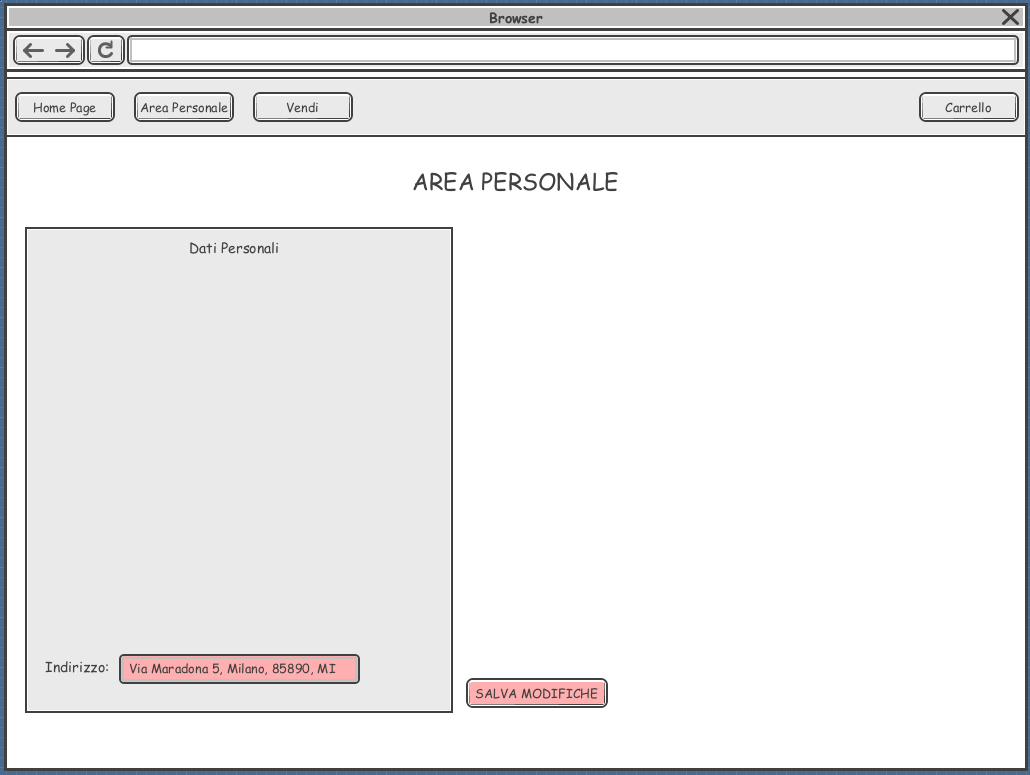 Browser
Home Page Area Personale Vendi Carrello
AREA PERSONALE
Dati Personali
Indirizzo: Via Maradona 5, Milano, 85890, MI
SALVA MODIFICHE